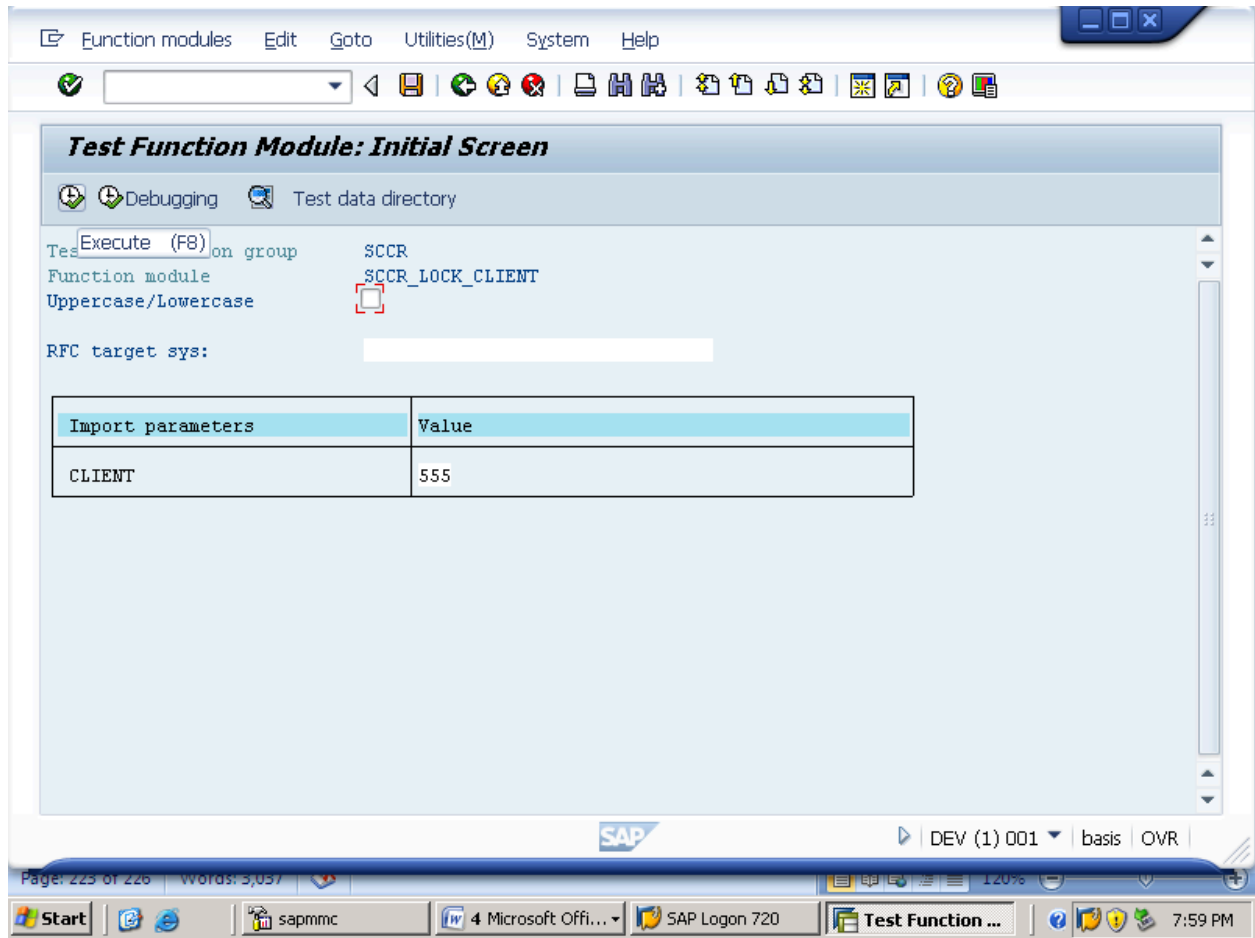 Function modules Edit Goto Utilities(M) System Help
Test Function Module: Initial Screen
Debugging Test data directory
Tes on group SCCR
Execute (F8)
Function module SCCR_LOCK_CLIENT
Uppercase/Lowercase
RFC target sys:
Import parameters Value
CLIENT 555
SAP
DEV (1) 001 basis OVR
Page: 223 of 226 Words: 3,037 120%
Start sapmmc 4 Microsoft Offi... SAP Logon 720 Test Function ... 7:59 PM